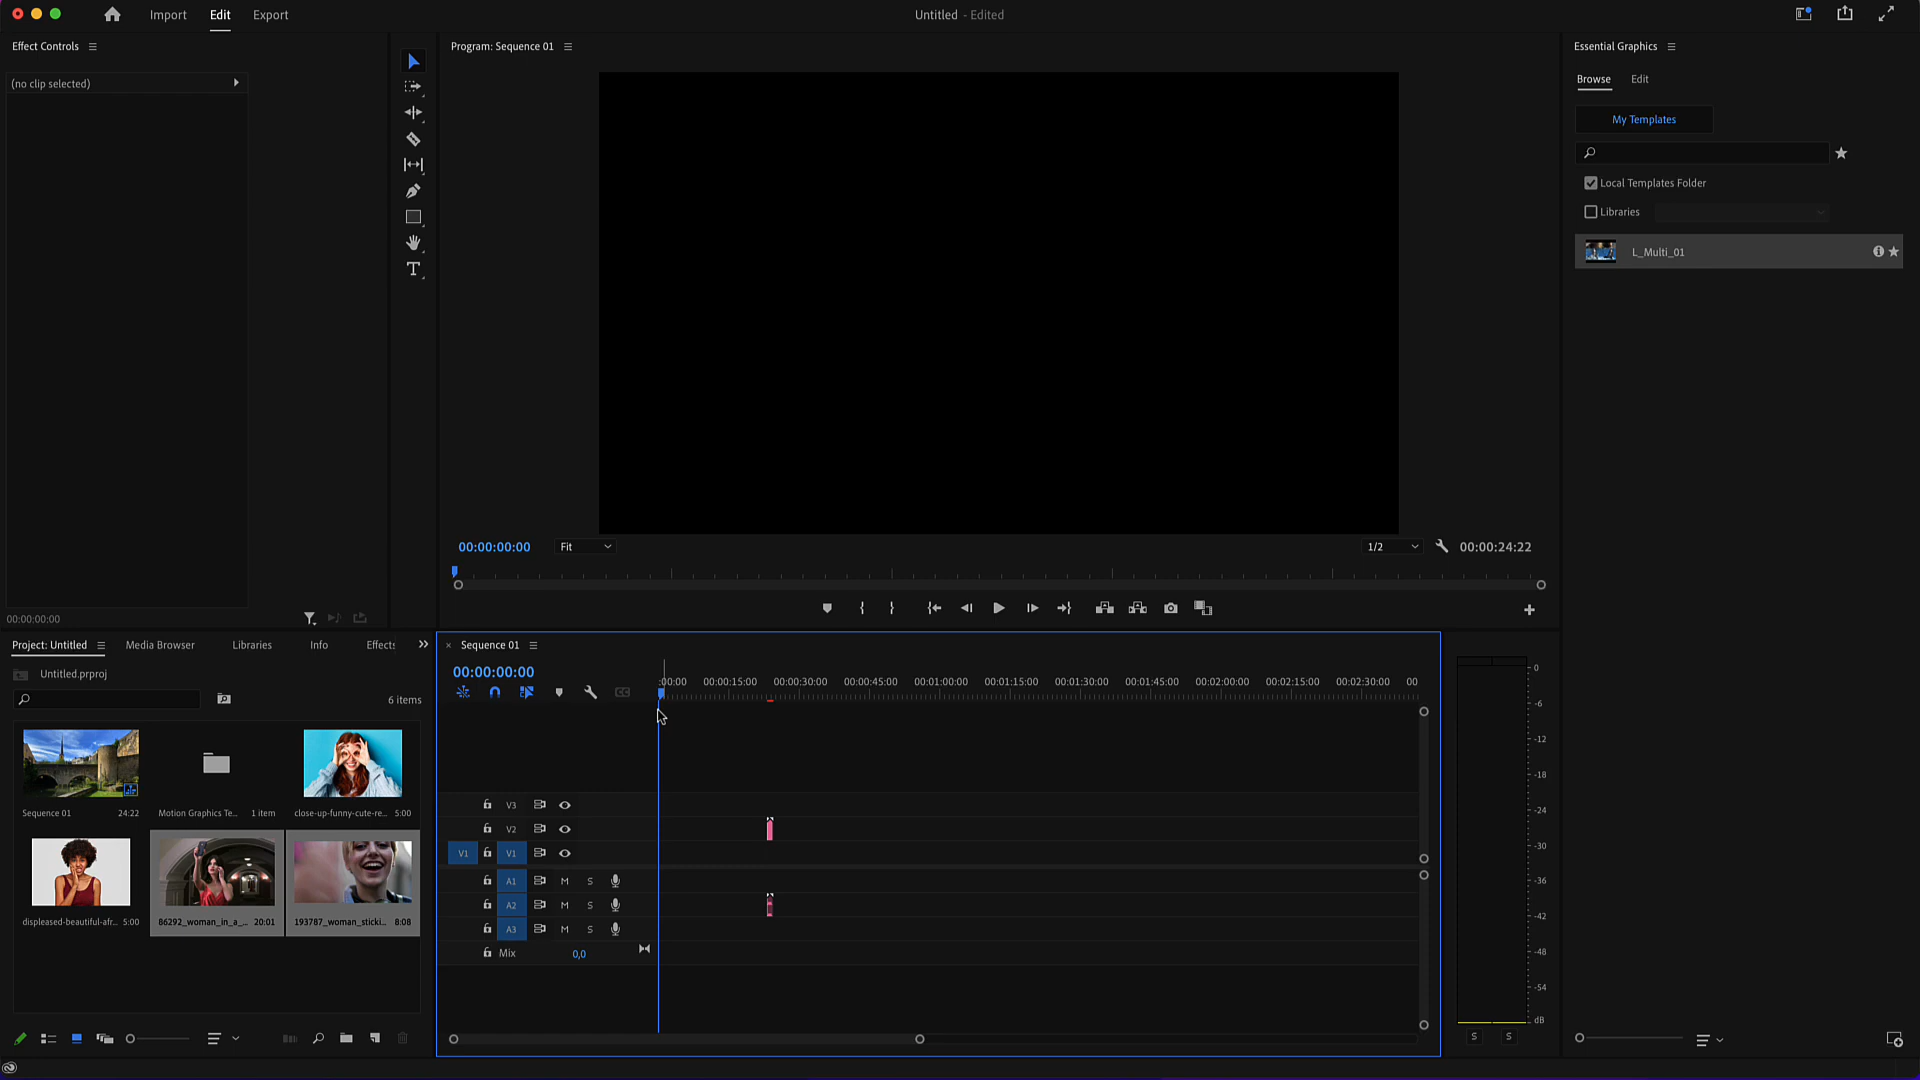 Import Edit Export
Untitled - Edited
Effect Controls
(no clip selected)
00:00:00:00
Program: Sequence 01
00:00:00:00 Fit 1/2 00:00:24:22
Essential Graphics
Browse Edit
My Templates
Local Templates Folder
Libraries
L_Multi_01
Project: Untitled Media Browser Libraries Info Effects
Untitled.prproj
6 items
Sequence 01 24:22
Motion Graphics Te... 1 item
close-up-funny-cute-re... 5:00
displeased-beautiful-afr... 5:00
86292_woman_in_a_... 20:01
193787_woman_sticki... 8:08
Sequence 01
00:00:00:00
:00:00 00:00:15:00 00:00:30:00 00:00:45:00 00:01:00:00 00:01:15:00 00:01:30:00 00:01:45:00 00:02:00:00 00:02:15:00 00:02:30:00 00
V3
V2
V1 V1
A1 M S
A2 M S
A3 M S
Mix 0,0
0
-6
-12
-18
-24
-30
-36
-42
-48
-54
dB
S S